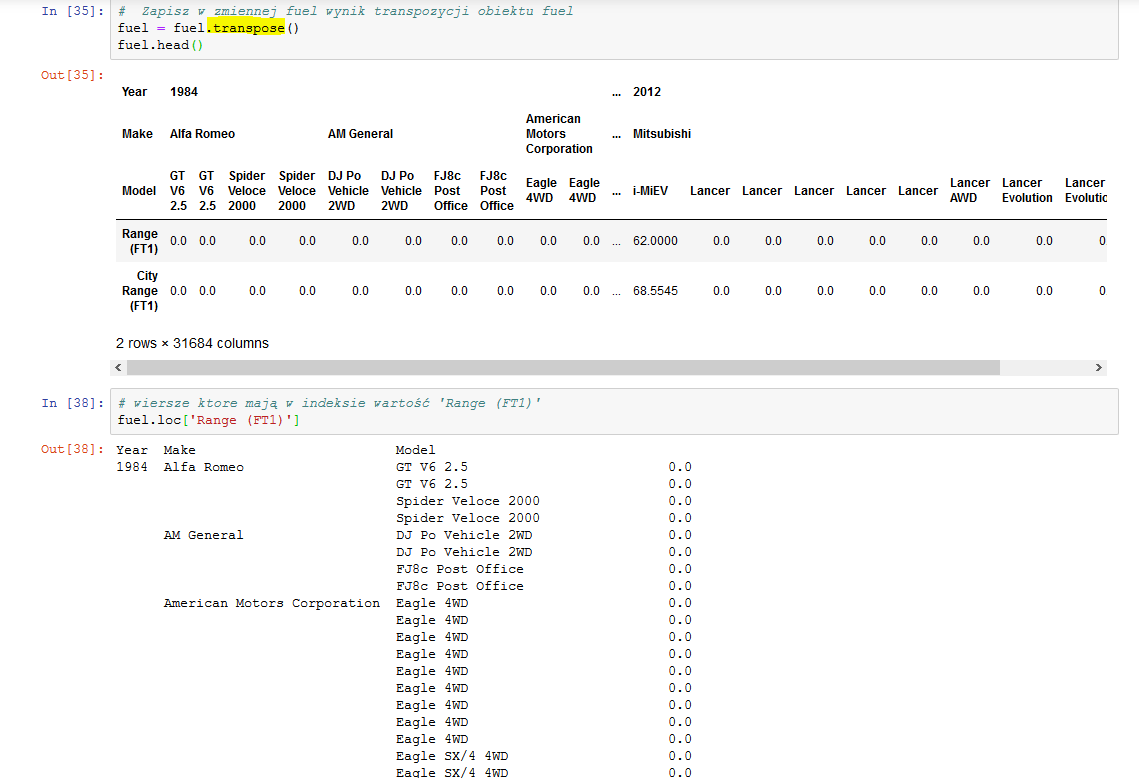 In [35]: #  Zapisz w zmiennej fuel wynik transpozycji obiektu fuel
fuel = fuel.transpose()
fuel.head()
Out[35]:
Year 1984 ... 2012
Make Alfa Romeo AM General American Motors Corporation ... Mitsubishi
Model GT V6 2.5 GT V6 2.5 Spider Veloce 2000 Spider Veloce 2000 DJ Po Vehicle 2WD DJ Po Vehicle 2WD FJ8c Post Office FJ8c Post Office Eagle 4WD Eagle 4WD ... i-MiEV Lancer Lancer Lancer Lancer Lancer Lancer AWD Lancer Evolution Lancer Evolutic
Range (FT1) 0.0 0.0 0.0 0.0 0.0 0.0 0.0 0.0 0.0 0.0 ... 62.0000 0.0 0.0 0.0 0.0 0.0 0.0 0.0 0.
City Range (FT1) 0.0 0.0 0.0 0.0 0.0 0.0 0.0 0.0 0.0 0.0 ... 68.5545 0.0 0.0 0.0 0.0 0.0 0.0 0.0 0.
2 rows × 31684 columns
In [38]: # wiersze ktore mają w indeksie wartość 'Range (FT1)'
fuel.loc['Range (FT1)']
Out[38]: Year Make Model
1984 Alfa Romeo GT V6 2.5 0.0
GT V6 2.5 0.0
Spider Veloce 2000 0.0
Spider Veloce 2000 0.0
AM General DJ Po Vehicle 2WD 0.0
DJ Po Vehicle 2WD 0.0
FJ8c Post Office 0.0
FJ8c Post Office 0.0
American Motors Corporation Eagle 4WD 0.0
Eagle 4WD 0.0
Eagle 4WD 0.0
Eagle 4WD 0.0
Eagle 4WD 0.0
Eagle 4WD 0.0
Eagle 4WD 0.0
Eagle 4WD 0.0
Eagle 4WD 0.0
Eagle SX/4 4WD 0.0
Eagle SX/4 4WD 0.0